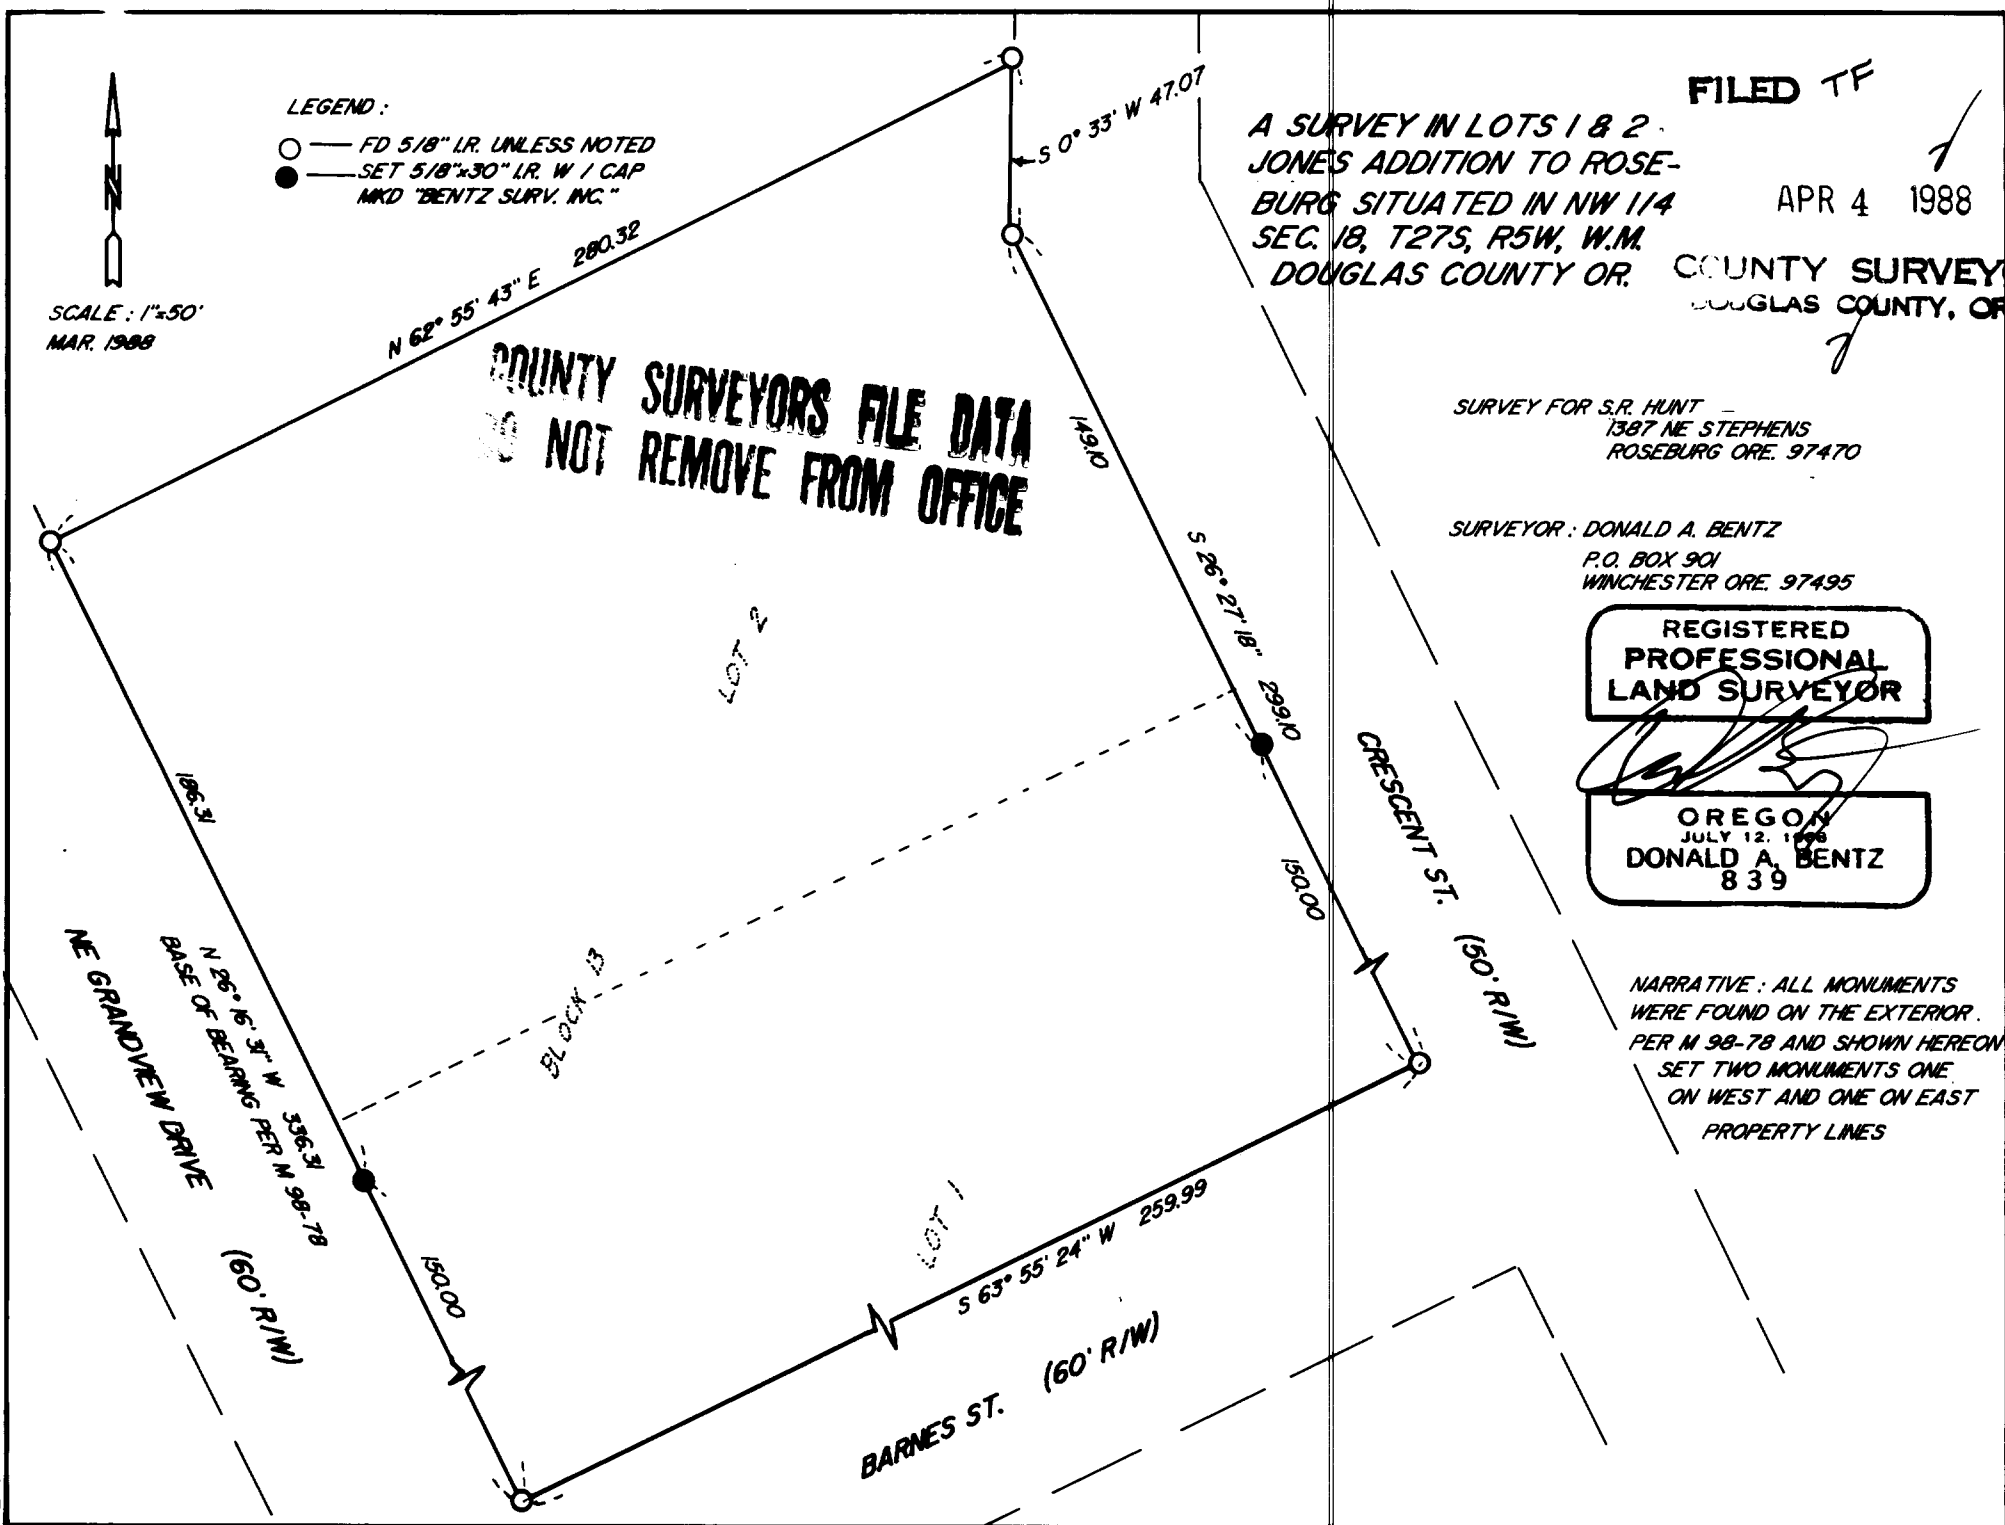 LEGEND :
FD 5/8" I.R. UNLESS NOTED
SET 5/8"x30" I.R. W / CAP
MKD "BENTZ SURV. INC."
N
SCALE : 1"=50'
MAR. 1988
N 62° 55' 43" E 280.32
S 0° 33' W 47.07
A SURVEY IN LOTS 1 & 2
JONES ADDITION TO ROSE-
BURG SITUATED IN NW 1/4
SEC. 18, T27S, R5W, W.M.
DOUGLAS COUNTY OR.
FILED TF
APR 4 1988
COUNTY SURVEYO
DOUGLAS COUNTY, OR
COUNTY SURVEYORS FILE DATA
DO NOT REMOVE FROM OFFICE
SURVEY FOR S.R. HUNT
1387 NE STEPHENS
ROSEBURG ORE. 97470
SURVEYOR : DONALD A. BENTZ
P.O. BOX 901
WINCHESTER ORE. 97495
REGISTERED
PROFESSIONAL
LAND SURVEYOR
OREGON
JULY 12,
DONALD A. BENTZ
839
149.10
S 26° 27' 18" 299.10
150.00
CRESCENT ST. (50' R/W)
LOT 2
186.31
N 26° 16' 31" W 336.31
BASE OF BEARING PER M 98-78
NE GRANDVIEW DRIVE (60' R/W)
150.00
BLOCK 13
LOT 1
S 63° 55' 24" W 259.99
BARNES ST. (60' R/W)
NARRATIVE : ALL MONUMENTS
WERE FOUND ON THE EXTERIOR.
PER M 98-78 AND SHOWN HEREON
SET TWO MONUMENTS ONE
ON WEST AND ONE ON EAST
PROPERTY LINES